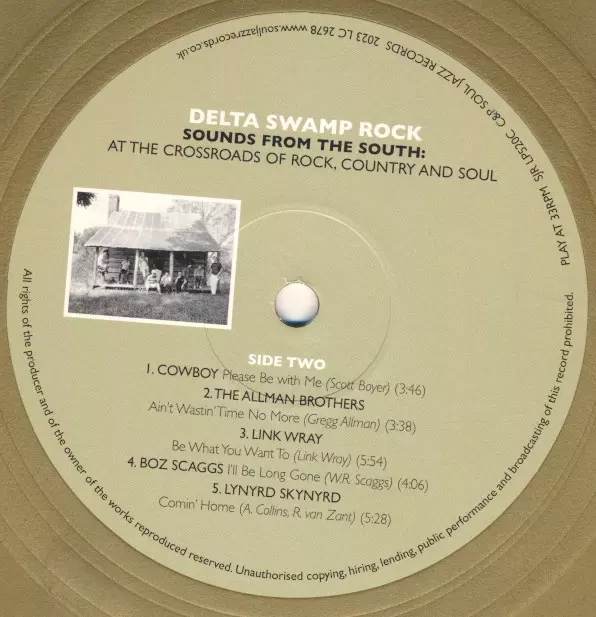 DELTA SWAMP ROCK
SOUNDS FROM THE SOUTH:
AT THE CROSSROADS OF ROCK, COUNTRY AND SOUL
SIDE TWO
1. COWBOY Please Be with Me (Scott Boyer) (3:46)
2. THE ALLMAN BROTHERS
Ain't Wastin' Time No More (Gregg Allman) (3:38)
3. LINK WRAY
Be What You Want To (Link Wray) (5:54)
4. BOZ SCAGGS I'll Be Long Gone (W.R. Scaggs) (4:06)
5. LYNYRD SKYNYRD
Comin' Home (A. Collins, R. van Zant) (5:28)
All rights of the producer and of the owner of the works reproduced reserved. Unauthorised copying, hiring, lending, public performance and broadcasting of this record prohibited.
PLAY AT 33RPM SJR LP520C C&P SOUL JAZZ RECORDS 2023 LC 2678 www.souljazzrecords.co.uk